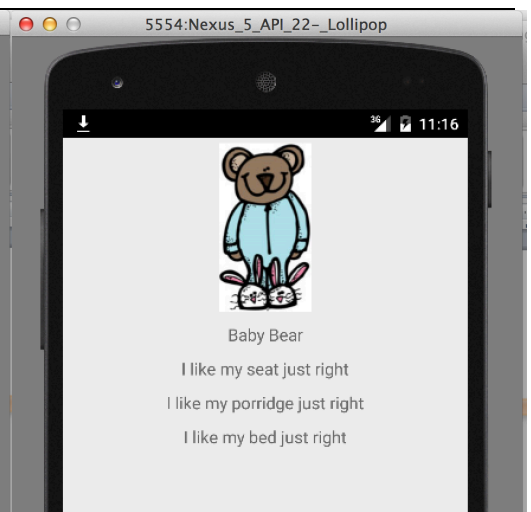 5554:Nexus_5_API_22-_Lollipop
3G 11:16
Baby Bear
I like my seat just right
I like my porridge just right
I like my bed just right